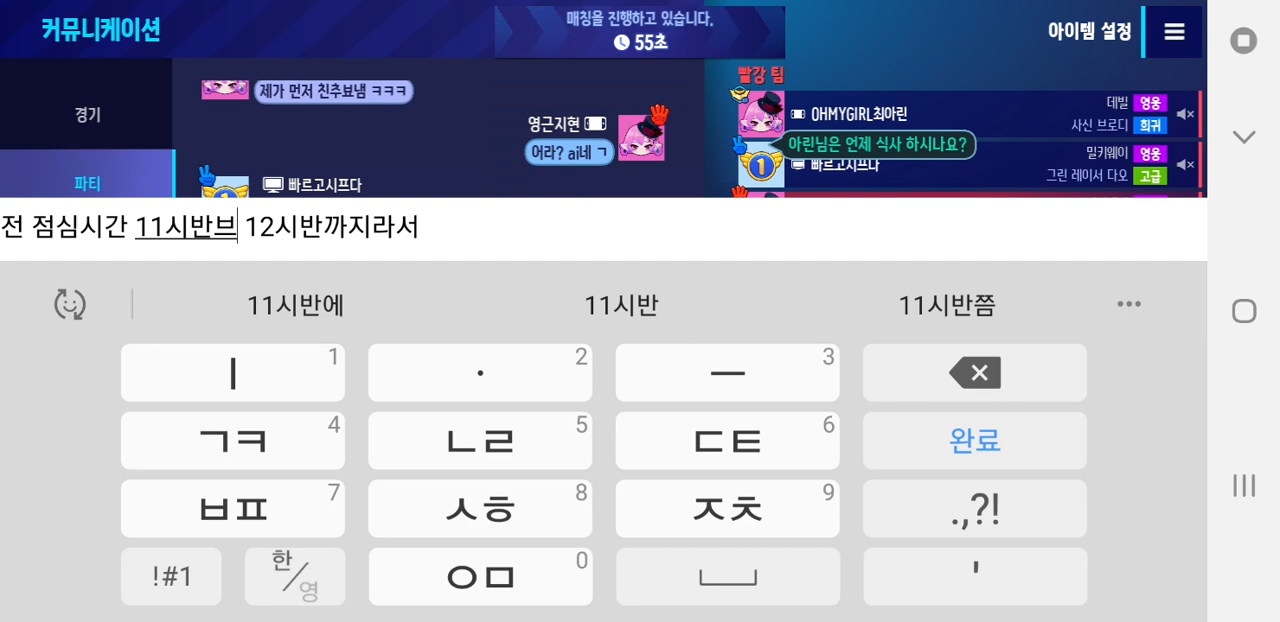 커뮤니케이션
매칭을 진행하고 있습니다.
55초
아이템 설정
경기
파티
제가 먼저 친추보냄 ㅋㅋㅋ
영근지현
어라? ai네 ㄱ
빠르고시프다
빨강 팀
OHMYGIRL최아린
데빌 영웅
사신 브로디 희귀
아린님은 언제 식사 하시나요?
빠르고시프다
밀키웨이 영웅
그린 레이서 다오 고급
전 점심시간 11시반브 12시반까지라서
11시반에 11시반 11시반쯤
ㅣ 1 · 2 ㅡ 3
ㄱㅋ 4 ㄴㄹ 5 ㄷㅌ 6 완료
ㅂㅍ 7 ㅅㅎ 8 ㅈㅊ 9 .,?!
!#1 한/영 ㅇㅁ 0 '